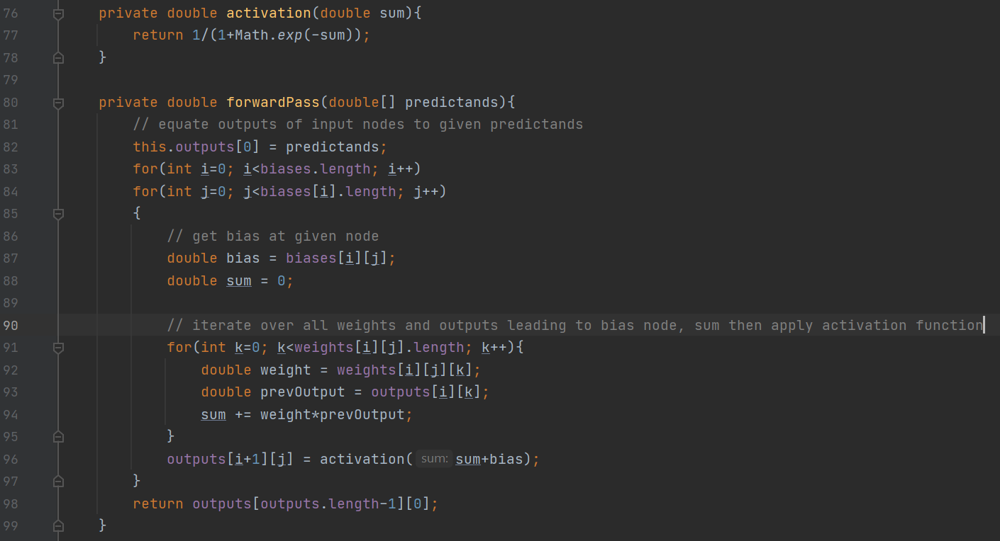 76 private double activation(double sum){
77 return 1/(1+Math.exp(-sum));
78 }
79
80 private double forwardPass(double[] predictands){
81 // equate outputs of input nodes to given predictands
82 this.outputs[0] = predictands;
83 for(int i=0; i<biases.length; i++)
84 for(int j=0; j<biases[i].length; j++)
85 {
86 // get bias at given node
87 double bias = biases[i][j];
88 double sum = 0;
89
90 // iterate over all weights and outputs leading to bias node, sum then apply activation function
91 for(int k=0; k<weights[i][j].length; k++){
92 double weight = weights[i][j][k];
93 double prevOutput = outputs[i][k];
94 sum += weight*prevOutput;
95 }
96 outputs[i+1][j] = activation( sum: sum+bias);
97 }
98 return outputs[outputs.length-1][0];
99 }